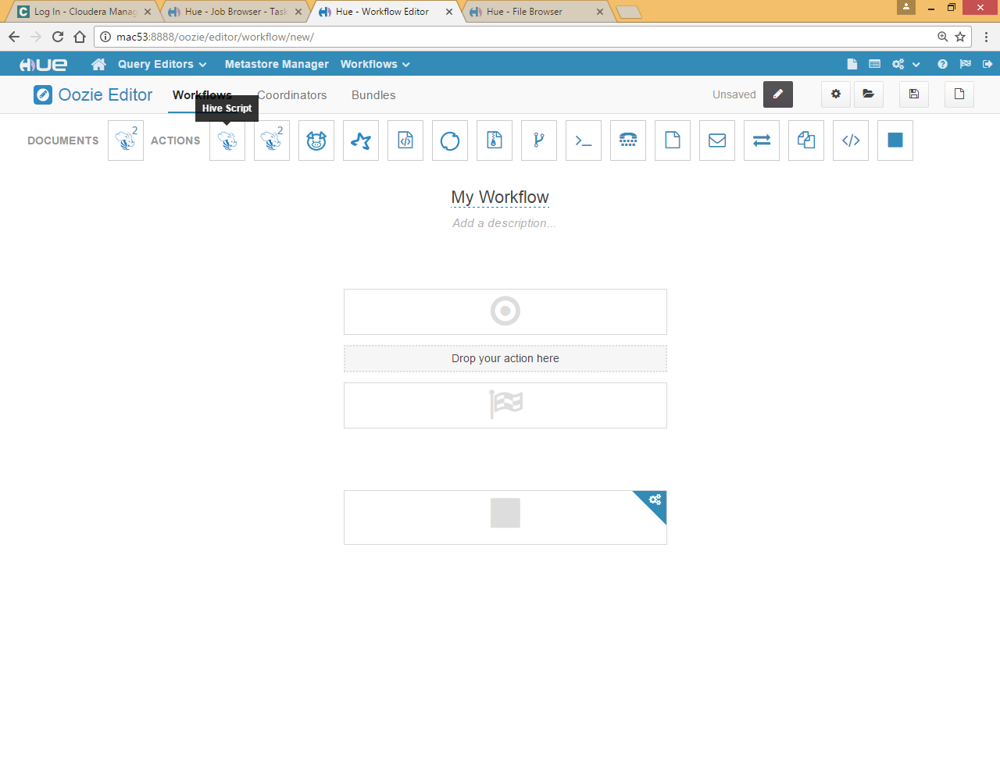 Log In - Cloudera Manag
Hue - Job Browser - Task
Hue - Workflow Editor
Hue - File Browser
mac53:8888/oozie/editor/workflow/new/
HUE Query Editors Metastore Manager Workflows
Oozie Editor Workflows Coordinators Bundles Unsaved
Hive Script
DOCUMENTS 2 ACTIONS 2
My Workflow
Add a description...
Drop your action here